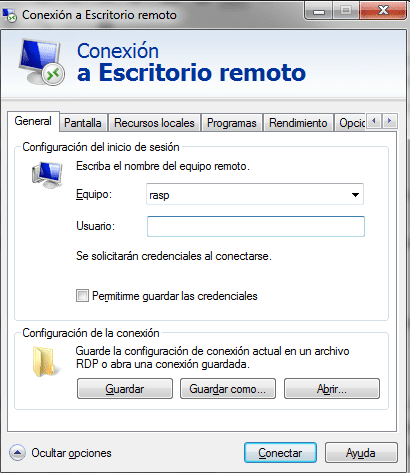 Conexión a Escritorio remoto
Conexión
a Escritorio remoto
General Pantalla Recursos locales Programas Rendimiento Opcio
Configuración del inicio de sesión
Escriba el nombre del equipo remoto.
Equipo: rasp
Usuario:
Se solicitarán credenciales al conectarse.
Permitirme guardar las credenciales
Configuración de la conexión
Guarde la configuración de conexión actual en un archivo
RDP o abra una conexión guardada.
Guardar Guardar como... Abrir...
Ocultar opciones Conectar Ayuda